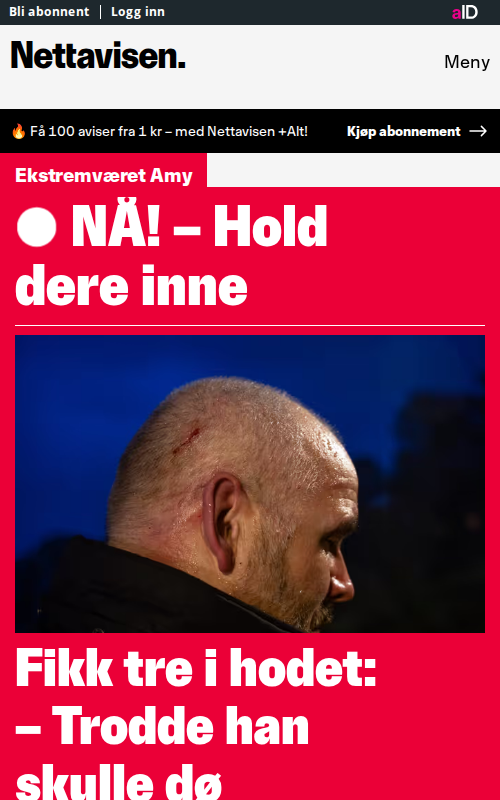 Bli abonnent
Logg inn
aID
Nettavisen.
Meny
🔥 Få 100 aviser fra 1 kr – med Nettavisen +Alt!
Kjøp abonnement →
Ekstremværet Amy
NÅ! – Hold
dere inne
Fikk tre i hodet:
– Trodde han
skulle dø